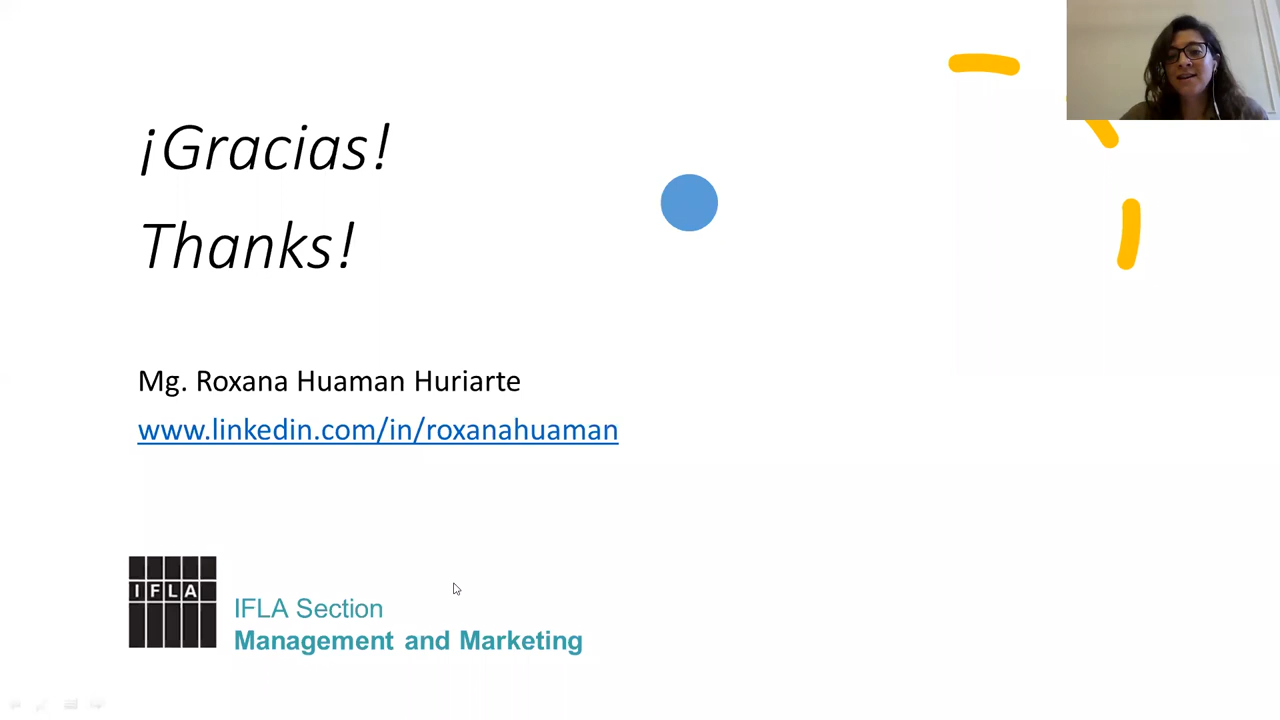 ¡Gracias!
Thanks!
Mg. Roxana Huaman Huriarte
www.linkedin.com/in/roxanahuaman
IFLA
IFLA Section
Management and Marketing